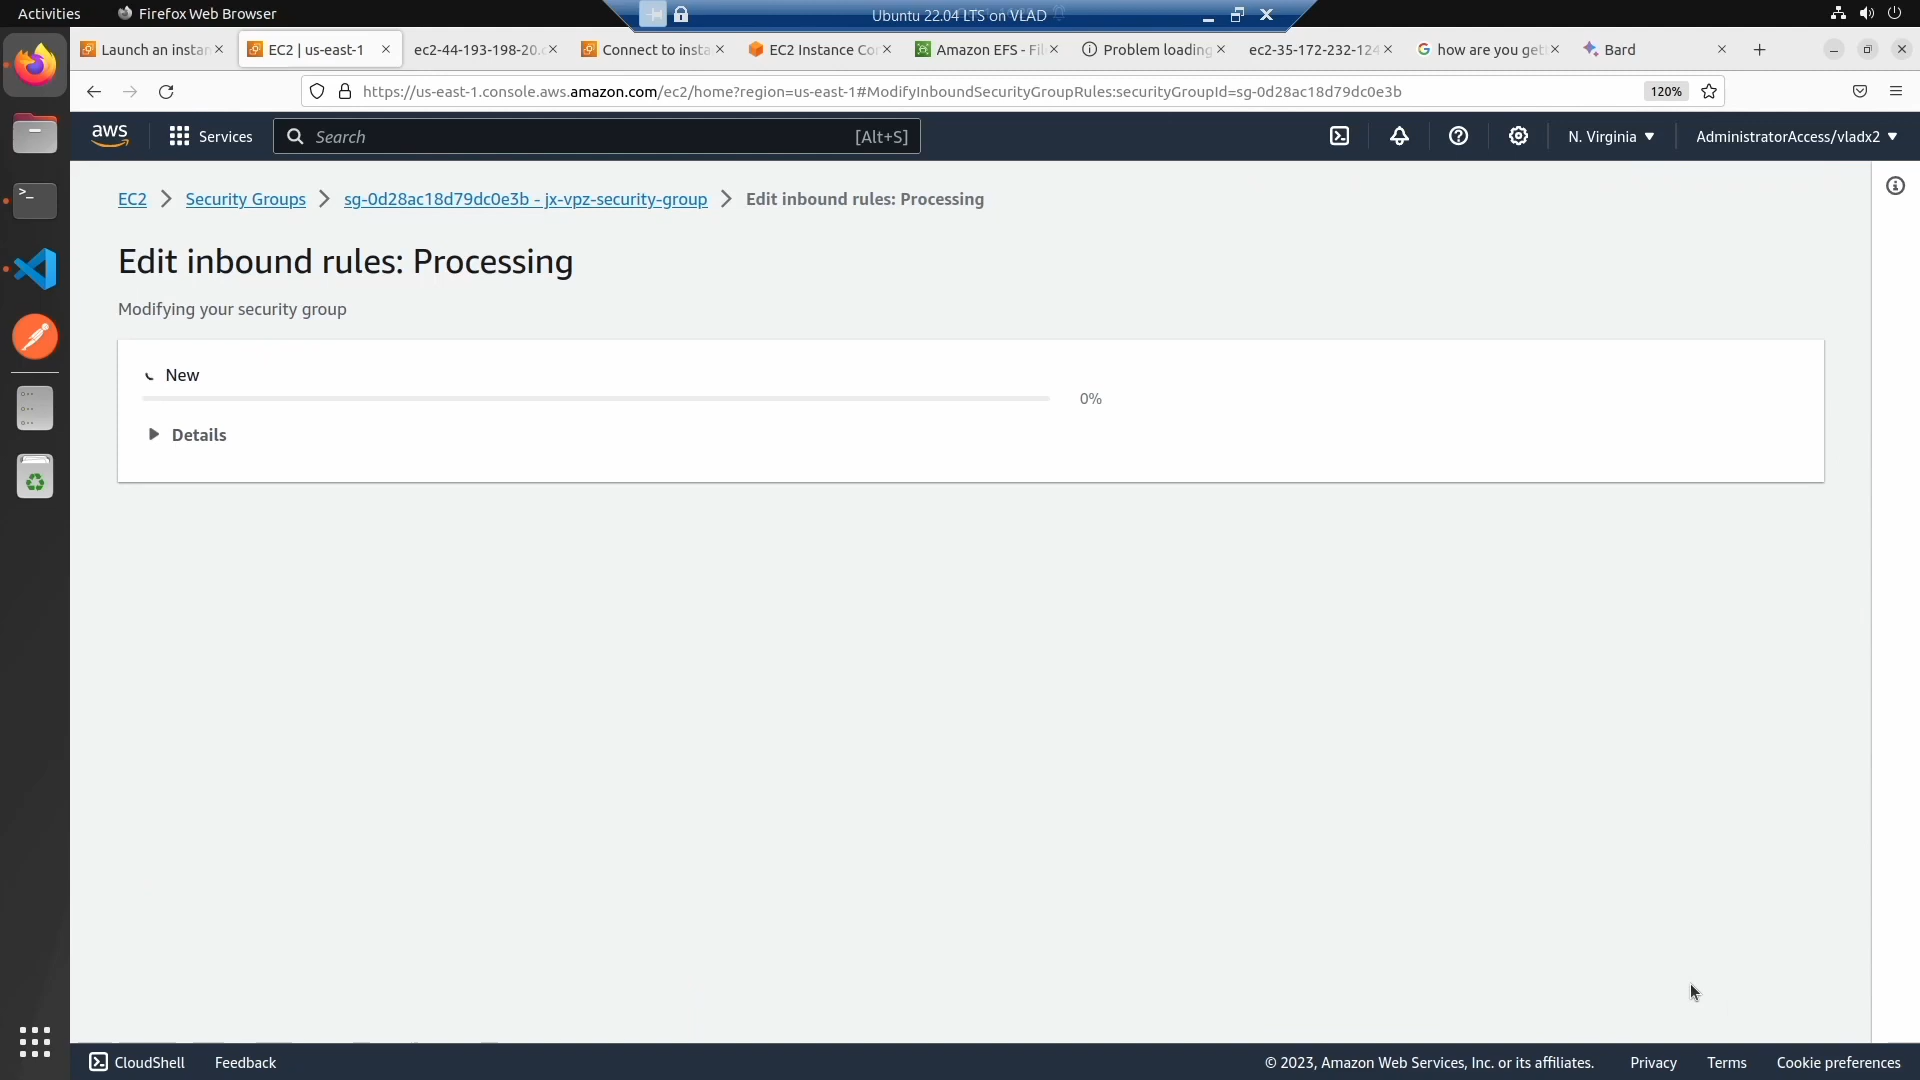 Activities
Firefox Web Browser
Ubuntu 22.04 LTS on VLAD
Launch an instan
EC2 | us-east-1
ec2-44-193-198-20.
Connect to insta
EC2 Instance Con
Amazon EFS - Fil
Problem loading
ec2-35-172-232-124
how are you get
Bard
https://us-east-1.console.aws.amazon.com/ec2/home?region=us-east-1#ModifyInboundSecurityGroupRules:securityGroupId=sg-0d28ac18d79dc0e3b
120%
aws
Services
Search
[Alt+S]
N. Virginia
AdministratorAccess/vladx2
EC2
Security Groups
sg-0d28ac18d79dc0e3b - jx-vpz-security-group
Edit inbound rules: Processing
Edit inbound rules: Processing
Modifying your security group
New
0%
Details
CloudShell
Feedback
© 2023, Amazon Web Services, Inc. or its affiliates.
Privacy
Terms
Cookie preferences